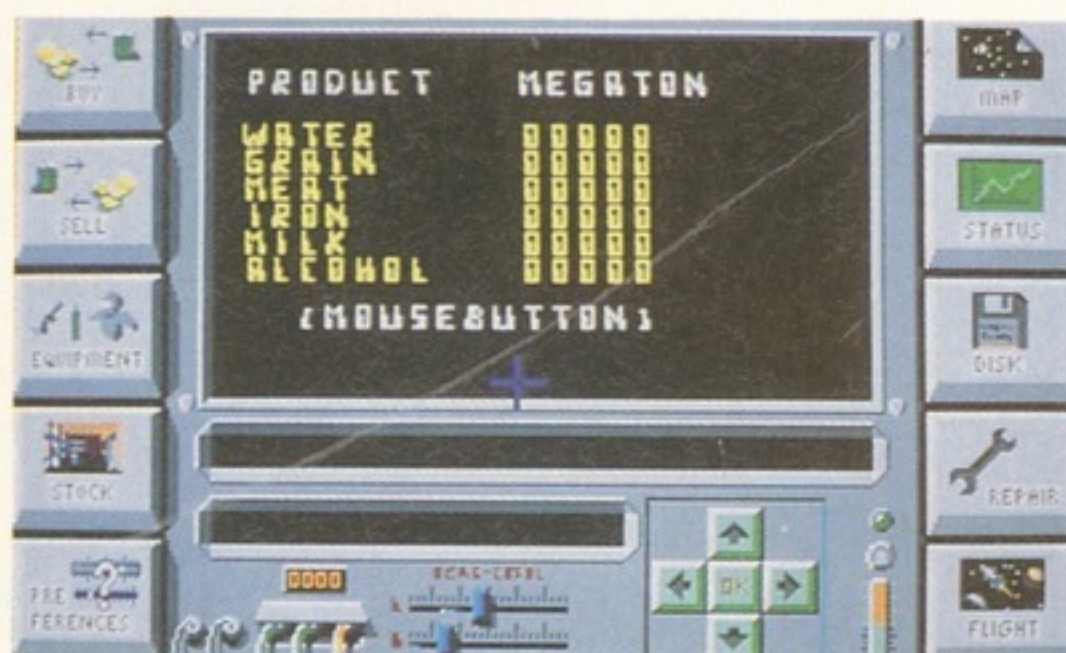 PRODUCT MEGATON
WATER 00000
GRAIN 00000
MEAT 00000
IRON 00000
MILK 00000
ALCOHOL 00000
[MOUSEBUTTON]
BUY
SELL
EQUIPMENT
STOCK
PRE
FERENCES
0000
OK
MAP
STATUS
DISK
REPAIR
FLIGHT